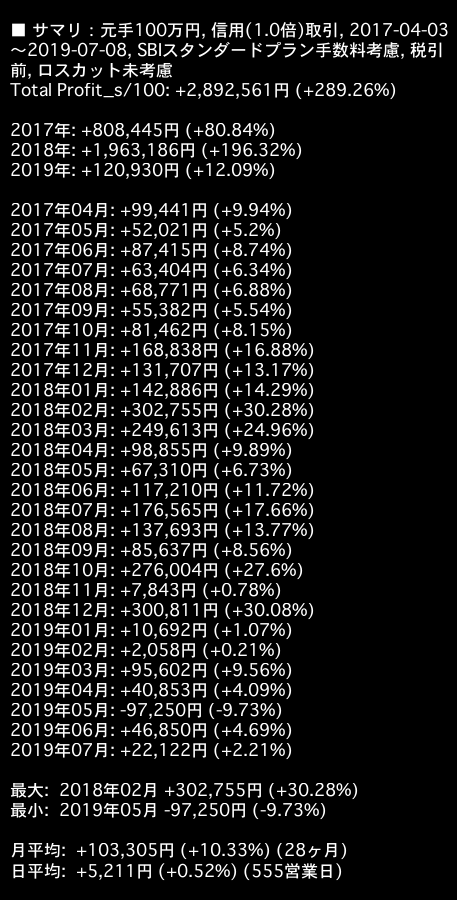 ■ サマリ：元手100万円, 信用(1.0倍)取引, 2017-04-03
～2019-07-08, SBIスタンダードプラン手数料考慮, 税引
前, ロスカット未考慮
Total Profit_s/100: +2,892,561円 (+289.26%)
2017年: +808,445円 (+80.84%)
2018年: +1,963,186円 (+196.32%)
2019年: +120,930円 (+12.09%)
2017年04月: +99,441円 (+9.94%)
2017年05月: +52,021円 (+5.2%)
2017年06月: +87,415円 (+8.74%)
2017年07月: +63,404円 (+6.34%)
2017年08月: +68,771円 (+6.88%)
2017年09月: +55,382円 (+5.54%)
2017年10月: +81,462円 (+8.15%)
2017年11月: +168,838円 (+16.88%)
2017年12月: +131,707円 (+13.17%)
2018年01月: +142,886円 (+14.29%)
2018年02月: +302,755円 (+30.28%)
2018年03月: +249,613円 (+24.96%)
2018年04月: +98,855円 (+9.89%)
2018年05月: +67,310円 (+6.73%)
2018年06月: +117,210円 (+11.72%)
2018年07月: +176,565円 (+17.66%)
2018年08月: +137,693円 (+13.77%)
2018年09月: +85,637円 (+8.56%)
2018年10月: +276,004円 (+27.6%)
2018年11月: +7,843円 (+0.78%)
2018年12月: +300,811円 (+30.08%)
2019年01月: +10,692円 (+1.07%)
2019年02月: +2,058円 (+0.21%)
2019年03月: +95,602円 (+9.56%)
2019年04月: +40,853円 (+4.09%)
2019年05月: -97,250円 (-9.73%)
2019年06月: +46,850円 (+4.69%)
2019年07月: +22,122円 (+2.21%)
最大: 2018年02月 +302,755円 (+30.28%)
最小: 2019年05月 -97,250円 (-9.73%)
月平均: +103,305円 (+10.33%) (28ヶ月)
日平均: +5,211円 (+0.52%) (555営業日)